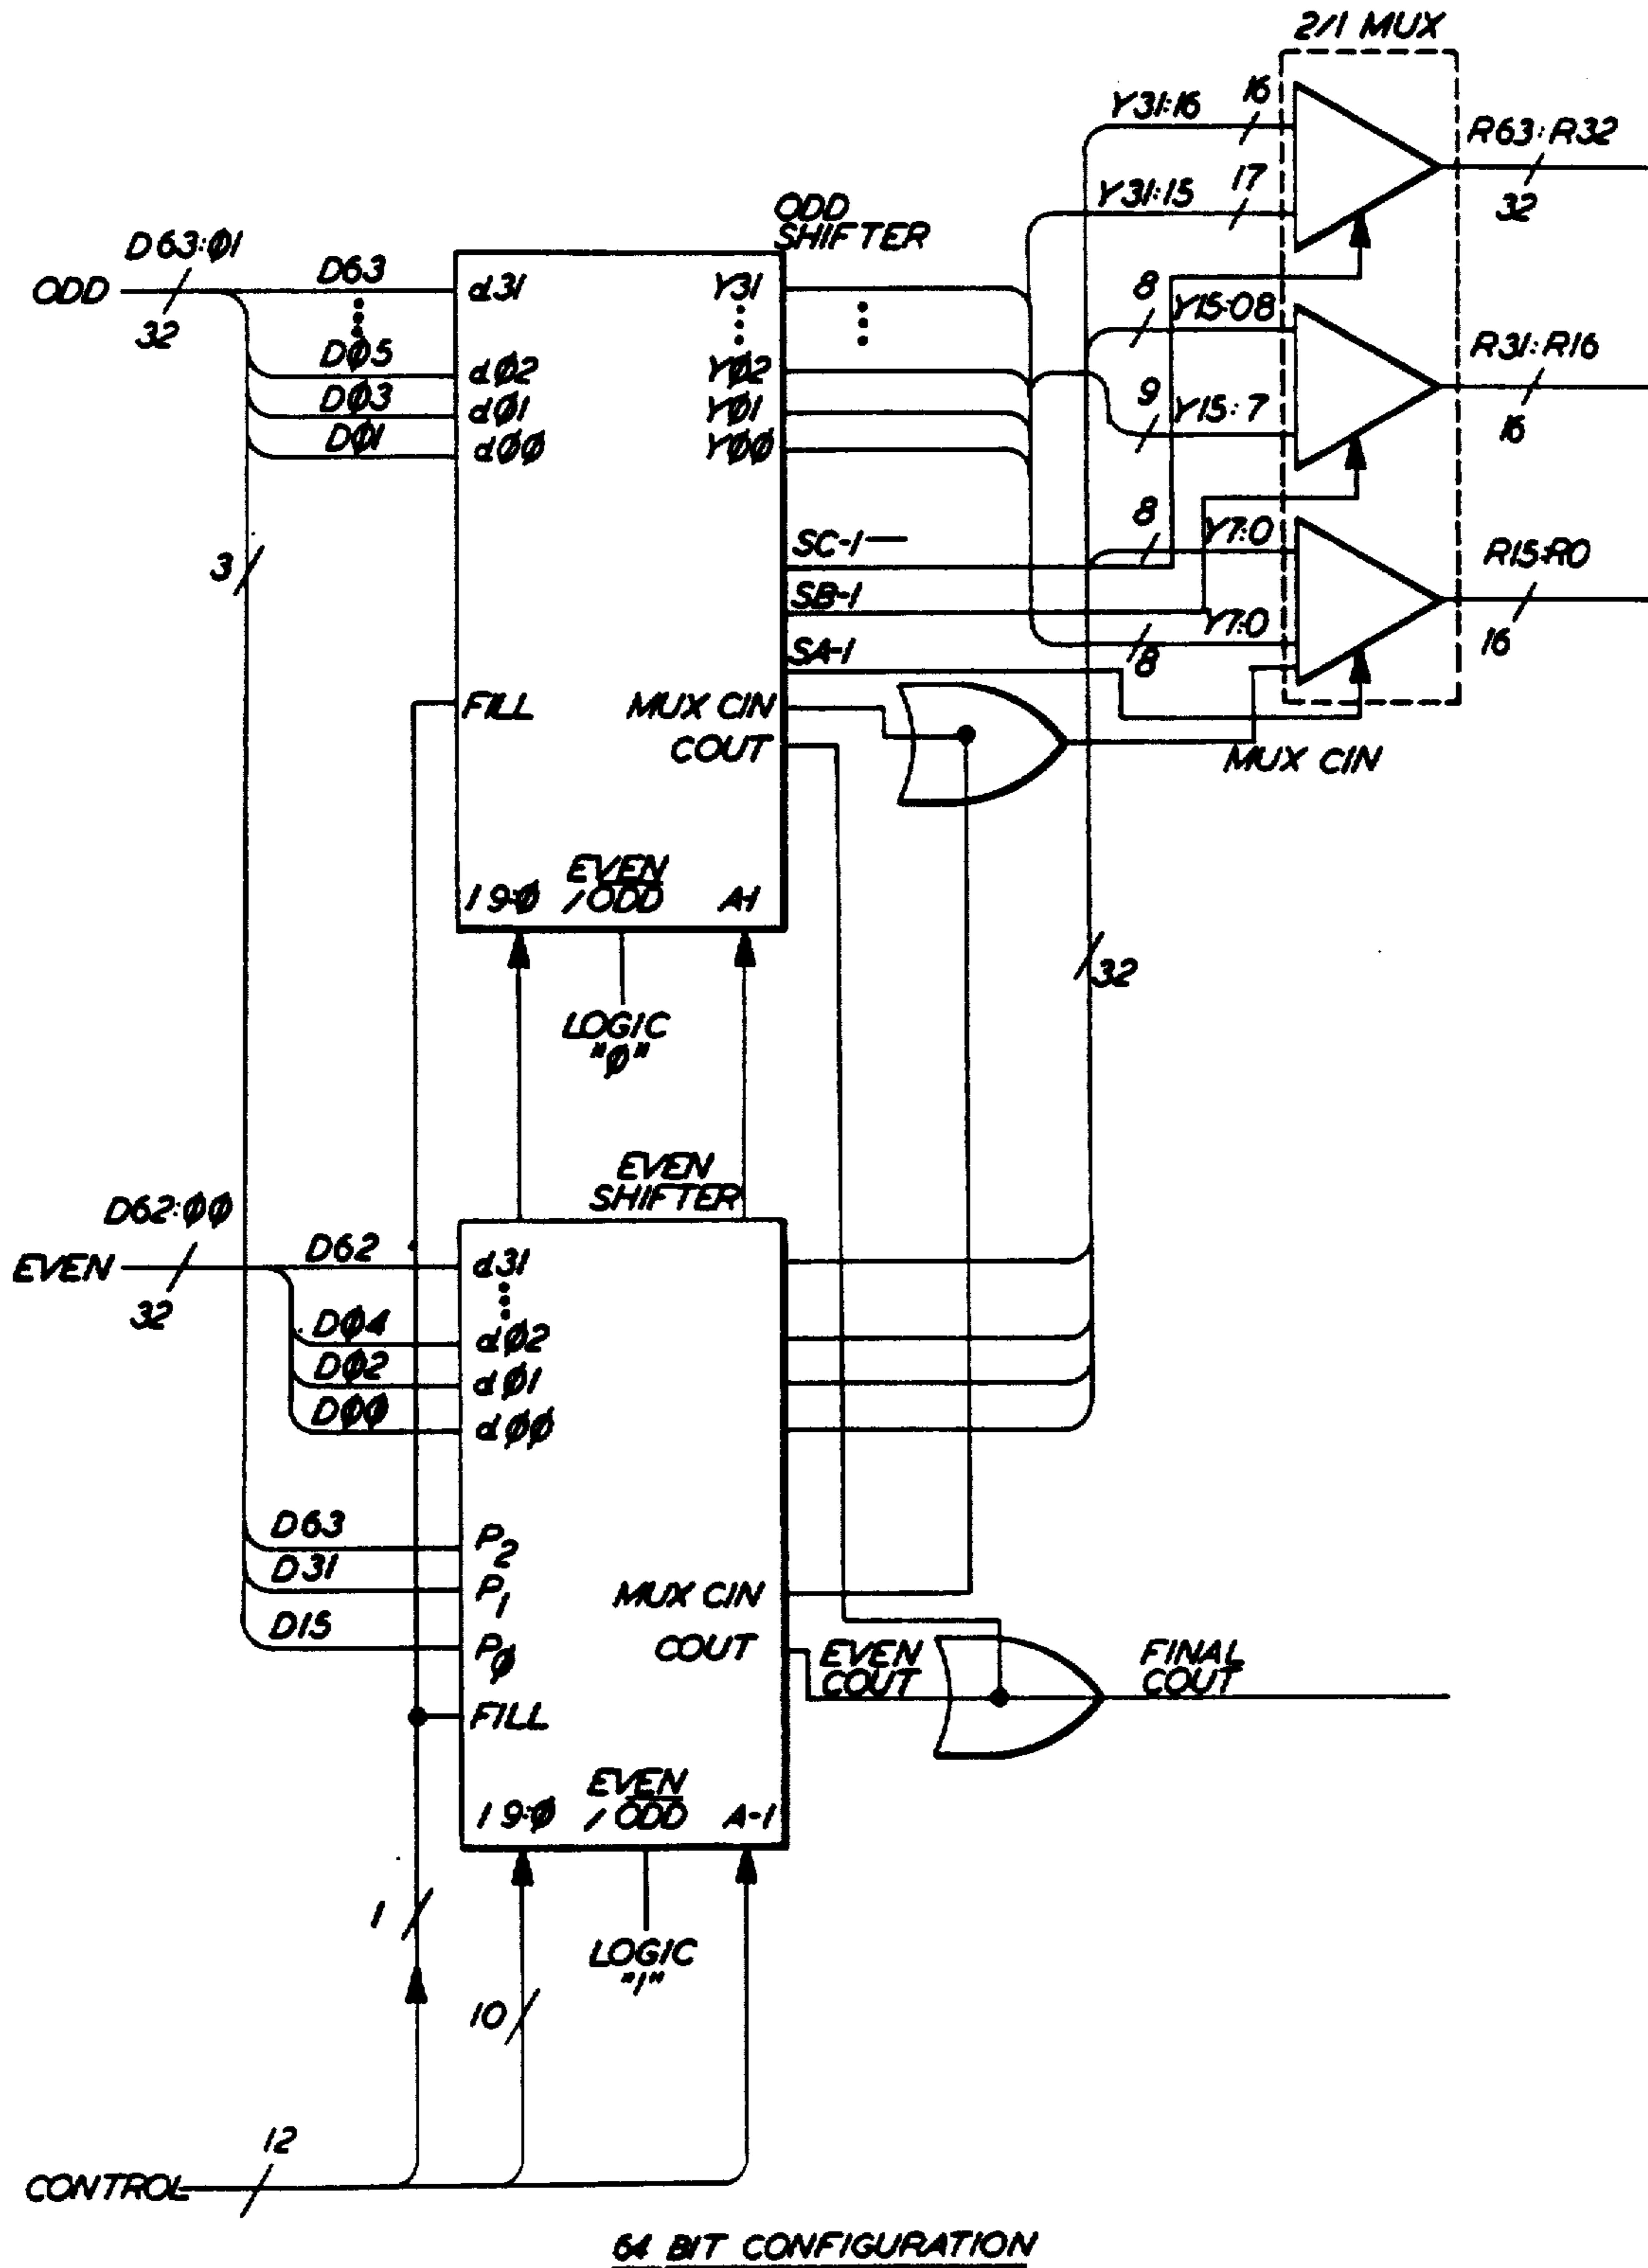 2/1 MUX
Y31:16
16
R63:R32
32
Y31:15
17
ODD
SHIFTER
D63:Ø1
ODD
32
D63
DØ5
DØ3
DØ1
d31
dØ2
dØ1
dØØ
Y31
YØ2
YØ1
YØØ
8
Y15:08
R31:R16
16
9
Y15:7
3
SC-1
SB-1
SA-1
8
Y7:0
R15:R0
16
Y7:0
8
FILL
MUX CIN
COUT
MUX CIN
I 9:Ø
EVEN
/ODD
A-1
LOGIC
"Ø"
32
EVEN
SHIFTER
D62:ØØ
EVEN
32
D62
DØ4
DØ2
DØØ
d31
dØ2
dØ1
dØØ
D63
D31
D15
P2
P1
PØ
FILL
MUX CIN
COUT
EVEN
COUT
FINAL
COUT
I 9:Ø
EVEN
/ODD
A-1
1
LOGIC
"1"
10
12
CONTROL
64 BIT CONFIGURATION